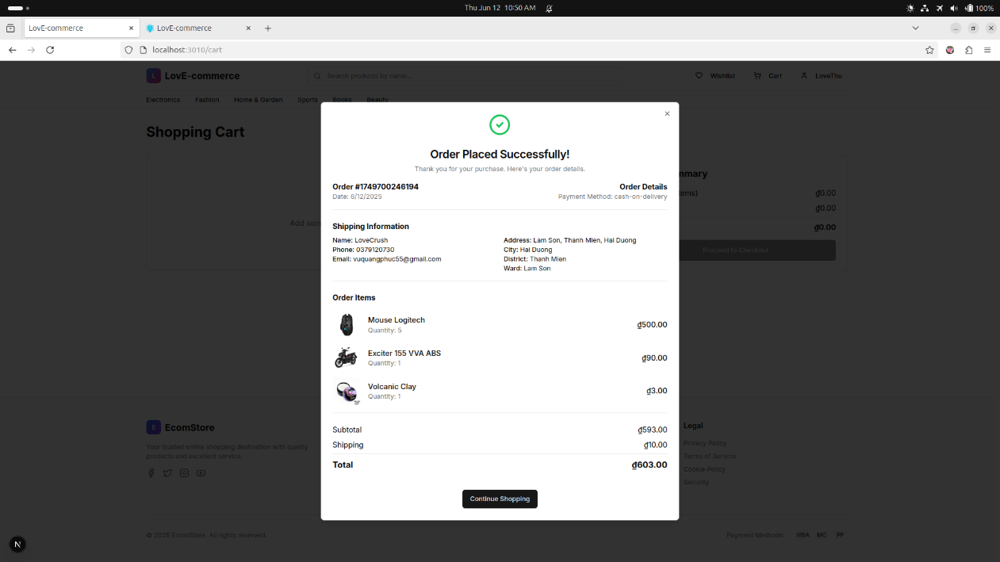 Thu Jun 12 10:50 AM
100%
LovE-commerce
LovE-commerce
localhost:3010/cart
L LovE-commerce
Search products by name...
Wishlist
Cart
LoveThu
Electronics Fashion Home & Garden Sports Books Beauty
Shopping Cart
Order Placed Successfully!
Thank you for your purchase. Here's your order details.
Order #1749700246194
Order Details
Date: 6/12/2025
Payment Method: cash-on-delivery
Shipping Information
Name: LoveCrush
Address: Lam Son, Thanh Mien, Hai Duong
Phone: 0379120730
City: Hai Duong
Email: vuquangphuc55@gmail.com
District: Thanh Mien
Ward: Lam Son
Order Items
Mouse Logitech
Quantity: 5
₫500.00
Exciter 155 VVA ABS
Quantity: 1
₫90.00
Volcanic Clay
Quantity: 1
₫3.00
Subtotal ₫593.00
Shipping ₫10.00
Total ₫603.00
Continue Shopping
₫0.00
₫0.00
₫0.00
Proceed to Checkout
E EcomStore
Your trusted online shopping destination with quality
products and excellent service.
Legal
Privacy Policy
Terms of Service
Cookie Policy
Security
© 2025 EcomStore. All rights reserved.
Payment Methods: VISA MC PP
N